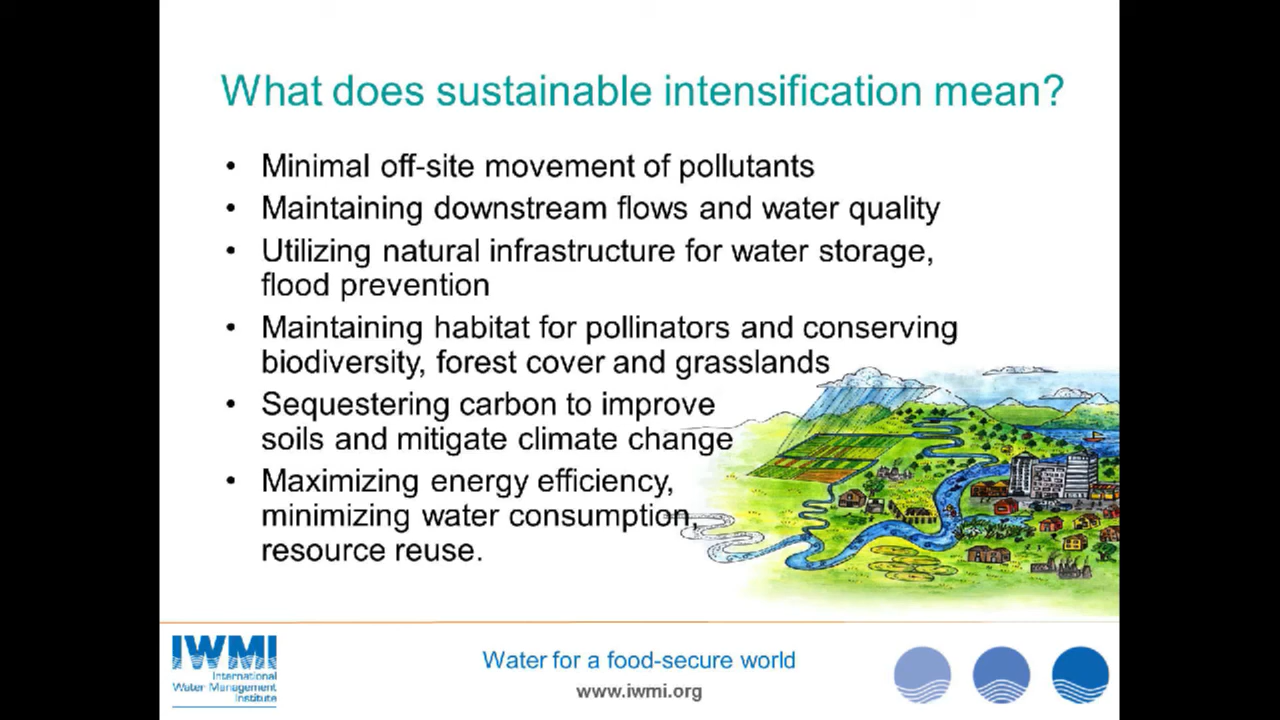 What does sustainable intensification mean?
• Minimal off-site movement of pollutants
• Maintaining downstream flows and water quality
• Utilizing natural infrastructure for water storage,
flood prevention
• Maintaining habitat for pollinators and conserving
biodiversity, forest cover and grasslands
• Sequestering carbon to improve
soils and mitigate climate change
• Maximizing energy efficiency,
minimizing water consumption,
resource reuse.
IWMI
International
Water Management
Institute
Water for a food-secure world
www.iwmi.org